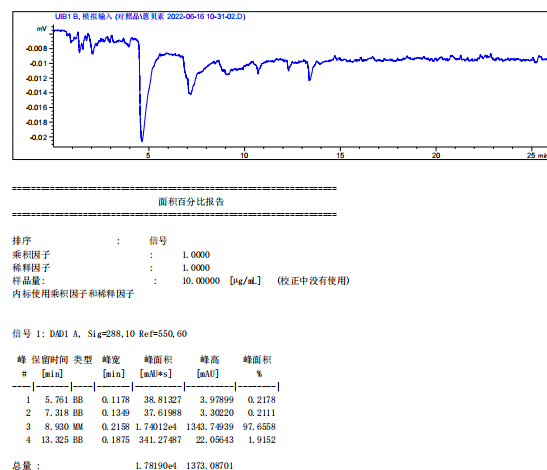 UIB1 B, 模拟输入 (对照品\蒽贝素 2022-06-16 10-31-02.D)
mV
-0.008
-0.01
-0.012
-0.014
-0.016
-0.018
-0.02
5 10 15 20 25 min
=====================================================================
面积百分比报告
=====================================================================
排序 : 信号
乘积因子 : 1.0000
稀释因子 : 1.0000
样品量: : 10.00000 [μg/mL] (校正中没有使用)
内标使用乘积因子和稀释因子
信号 1: DAD1 A, Sig=288,10 Ref=550,60
峰 保留时间 类型 峰宽 峰面积 峰高 峰面积
# [min] [min] [mAU*s] [mAU] %
----|-------|----|-------|----------|----------|--------|
1 5.761 BB 0.1178 38.81327 3.97899 0.2178
2 7.318 BB 0.1349 37.61988 3.30220 0.2111
3 8.930 MM 0.2158 1.74012e4 1343.74939 97.6558
4 13.325 BB 0.1875 341.27487 22.05643 1.9152
总量 : 1.78190e4 1373.08701